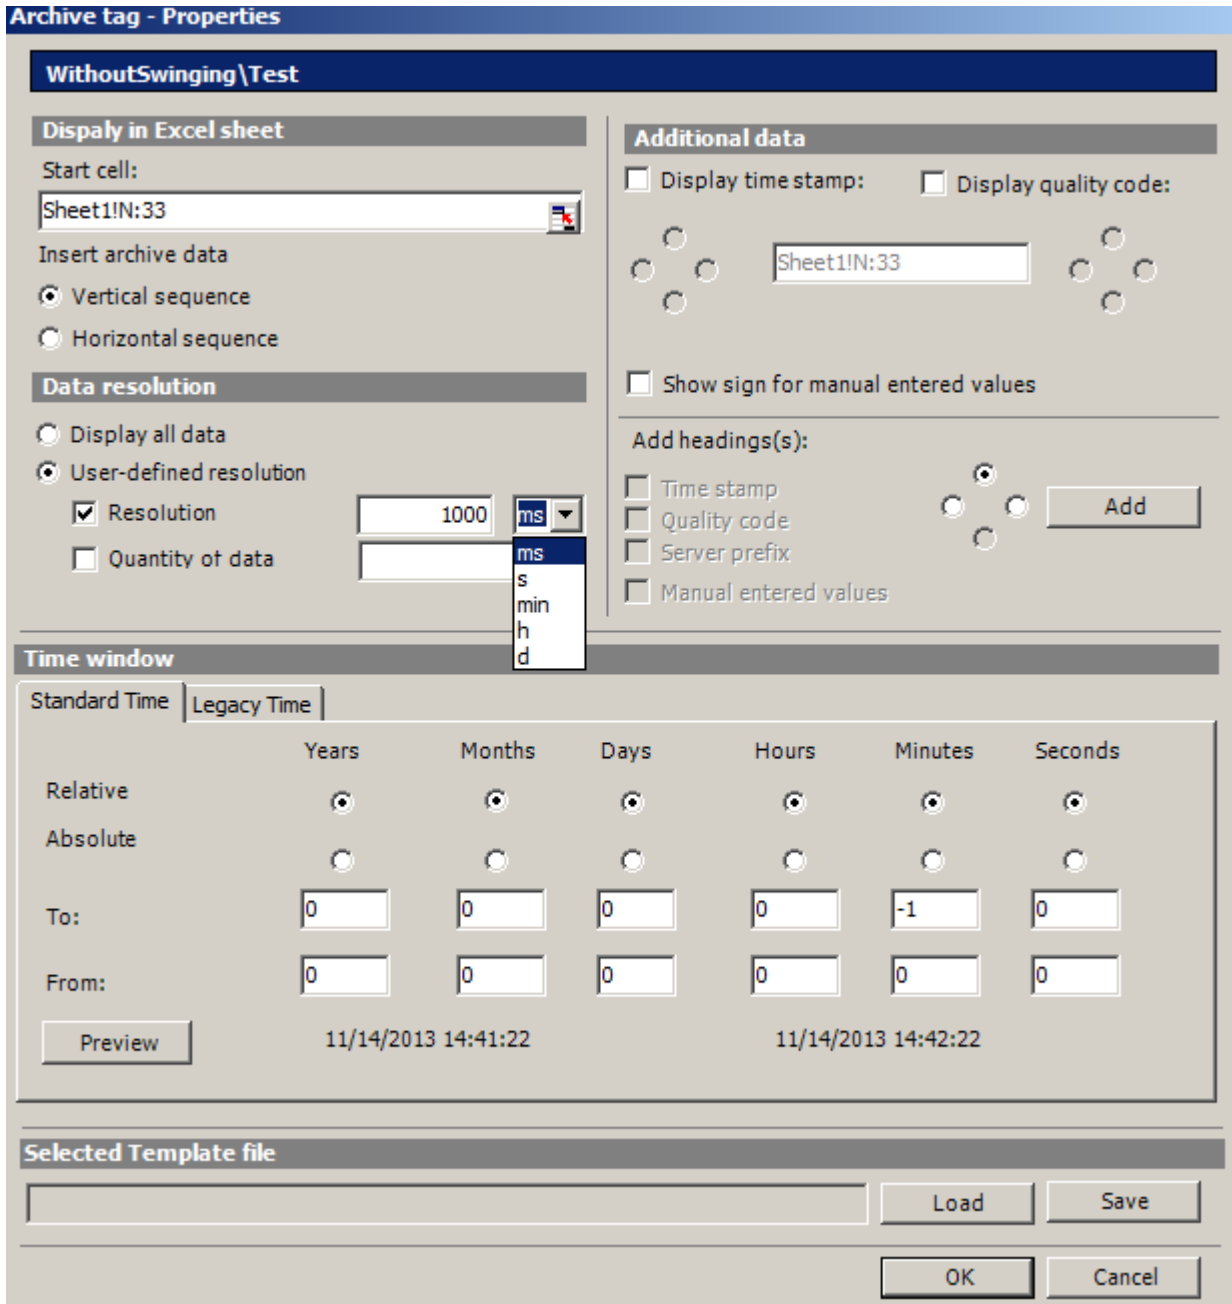 Archive tag - Properties
WithoutSwinging\Test
Dispaly in Excel sheet
Start cell:
Sheet1!N:33
Insert archive data
Vertical sequence
Horizontal sequence
Data resolution
Display all data
User-defined resolution
Resolution 1000 ms
Quantity of data
ms
s
min
h
d
Additional data
Display time stamp: Display quality code:
Sheet1!N:33
Show sign for manual entered values
Add headings(s):
Time stamp
Quality code
Server prefix
Manual entered values
Add
Time window
Standard Time Legacy Time
Years Months Days Hours Minutes Seconds
Relative
Absolute
To: 0 0 0 0 -1 0
From: 0 0 0 0 0 0
Preview 11/14/2013 14:41:22 11/14/2013 14:42:22
Selected Template file
Load Save
OK Cancel